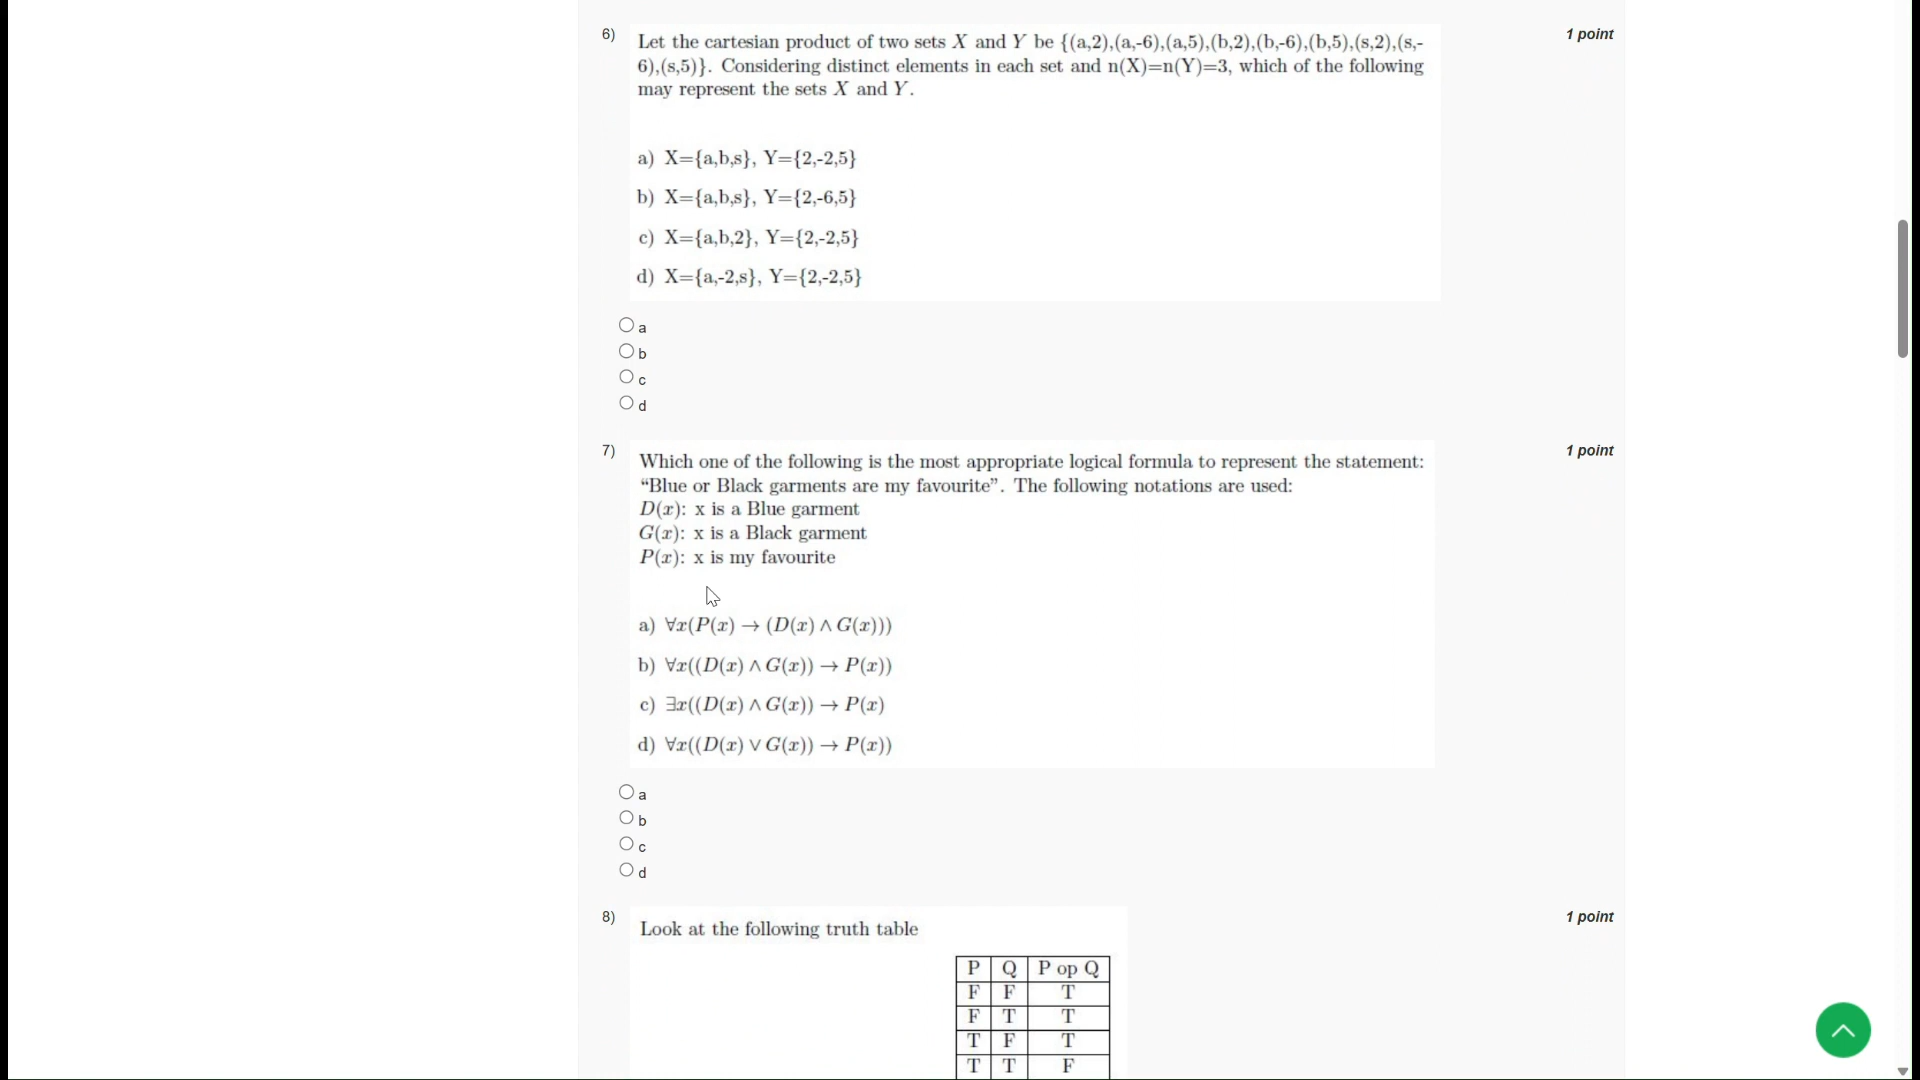 6)
1 point
Let the cartesian product of two sets X and Y be {(a,2),(a,-6),(a,5),(b,2),(b,-6),(b,5),(s,2),(s,-
6),(s,5)}. Considering distinct elements in each set and n(X)=n(Y)=3, which of the following
may represent the sets X and Y.
a) X={a,b,s}, Y={2,-2,5}
b) X={a,b,s}, Y={2,-6,5}
c) X={a,b,2}, Y={2,-2,5}
d) X={a,-2,s}, Y={2,-2,5}
a
b
c
d
7)
1 point
Which one of the following is the most appropriate logical formula to represent the statement:
“Blue or Black garments are my favourite”. The following notations are used:
D(x): x is a Blue garment
G(x): x is a Black garment
P(x): x is my favourite
a) ∀x(P(x) → (D(x) ∧ G(x)))
b) ∀x((D(x) ∧ G(x)) → P(x))
c) ∃x((D(x) ∧ G(x)) → P(x)
d) ∀x((D(x) ∨ G(x)) → P(x))
a
b
c
d
8)
1 point
Look at the following truth table
P Q P op Q
F F T
F T T
T F T
T T F